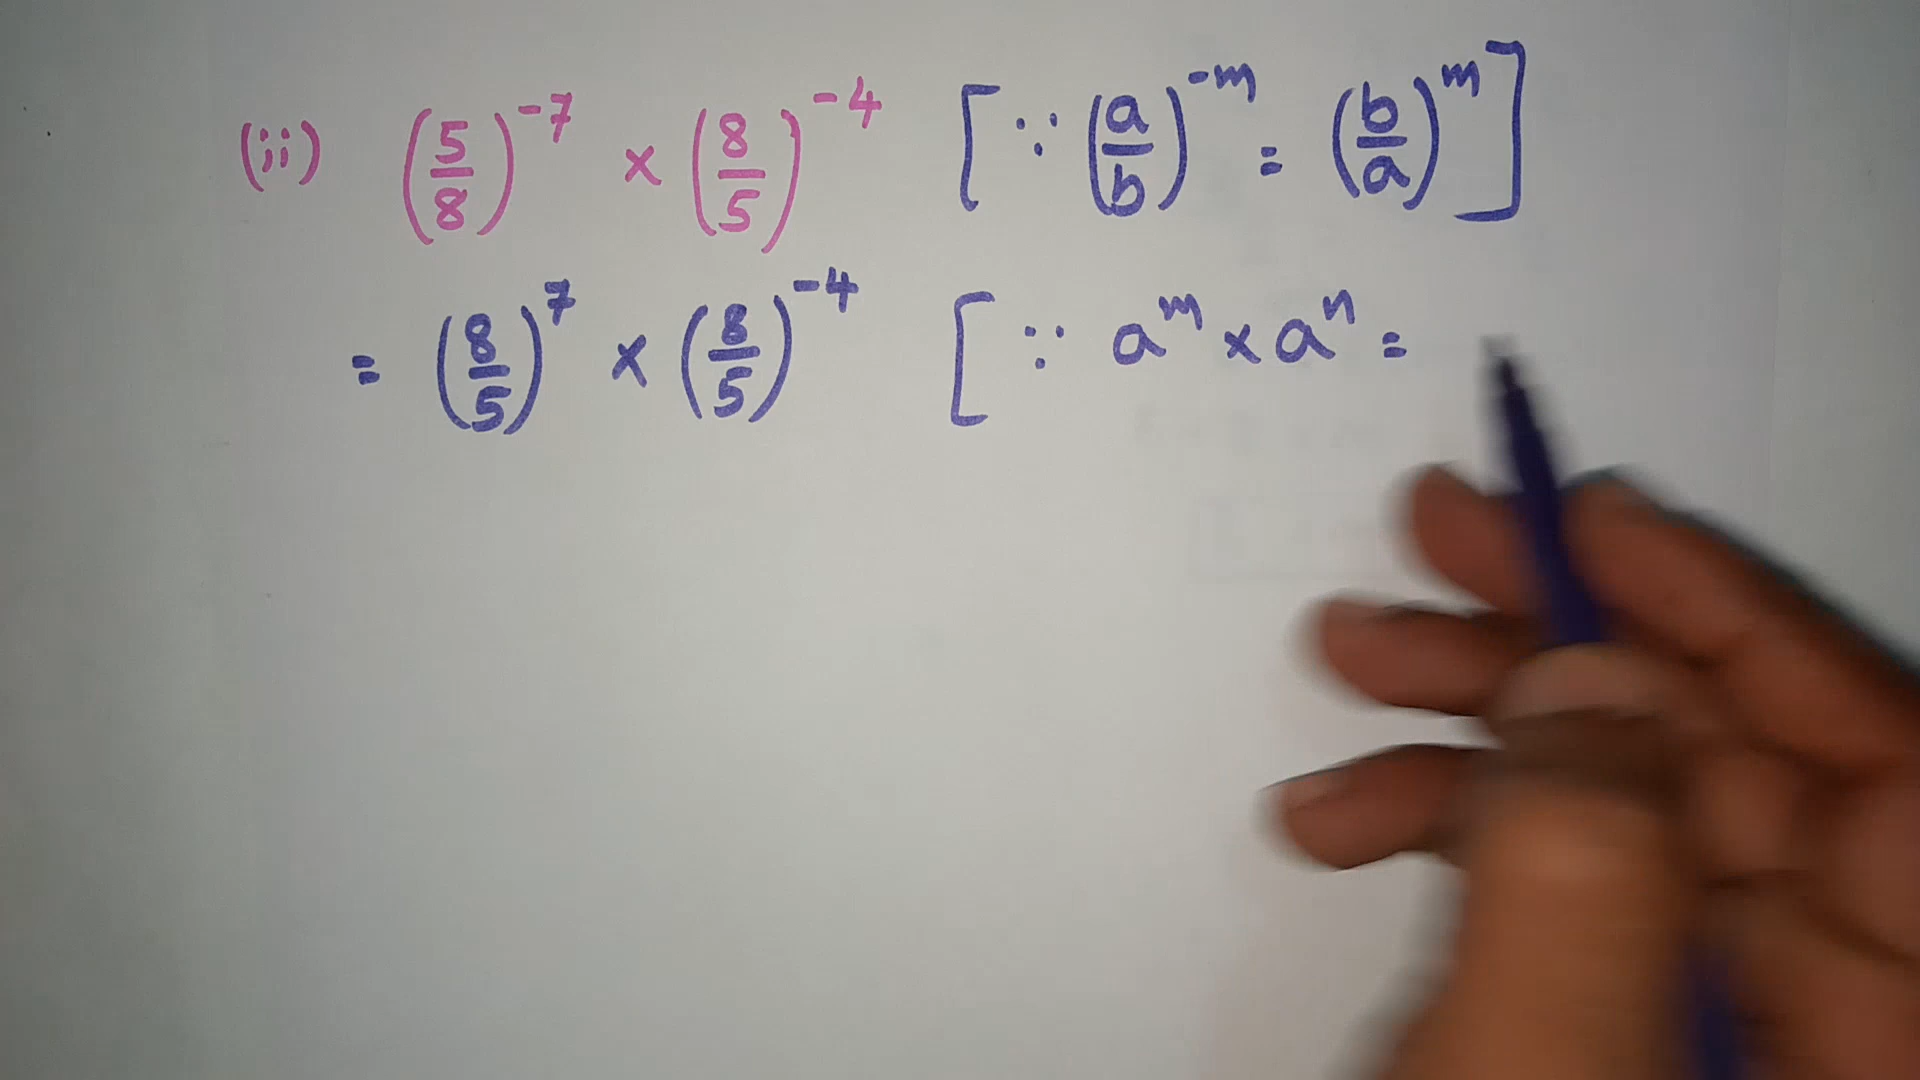 (ii) (5/8)^-7 × (8/5)^-4 [∵ (a/b)^-m = (b/a)^m]
= (8/5)^7 × (8/5)^-4 [∵ a^m × a^n =